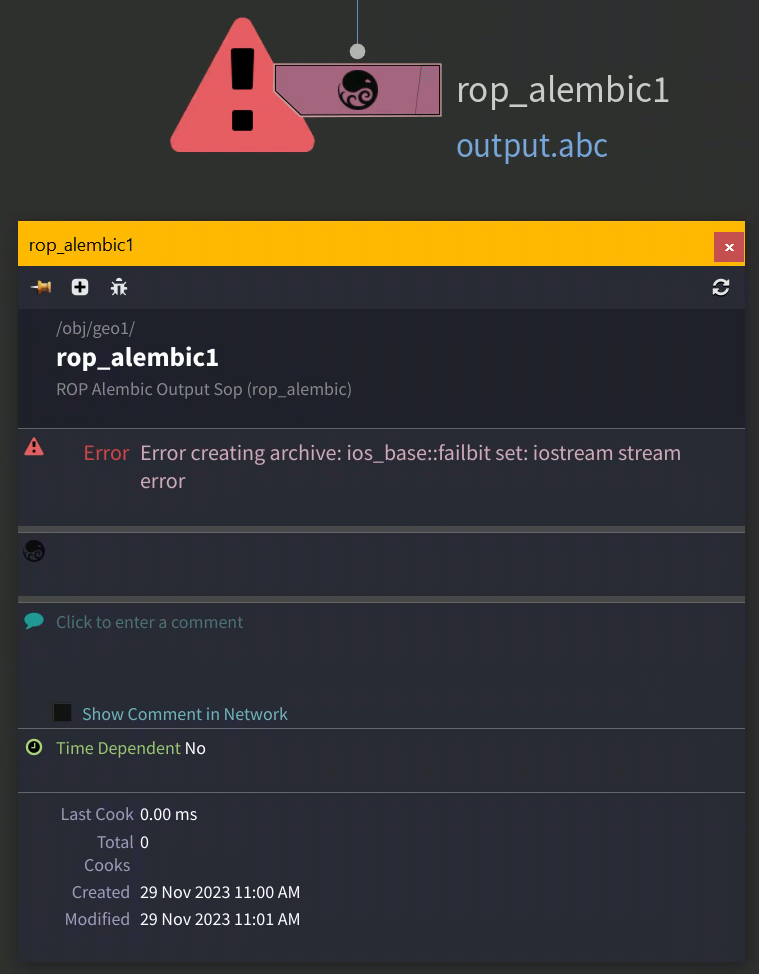 rop_alembic1
output.abc
rop_alembic1
/obj/geo1/
rop_alembic1
ROP Alembic Output Sop (rop_alembic)
Error Error creating archive: ios_base::failbit set: iostream stream
error
Click to enter a comment
Show Comment in Network
Time Dependent No
Last Cook 0.00 ms
Total 0
Cooks
Created 29 Nov 2023 11:00 AM
Modified 29 Nov 2023 11:01 AM